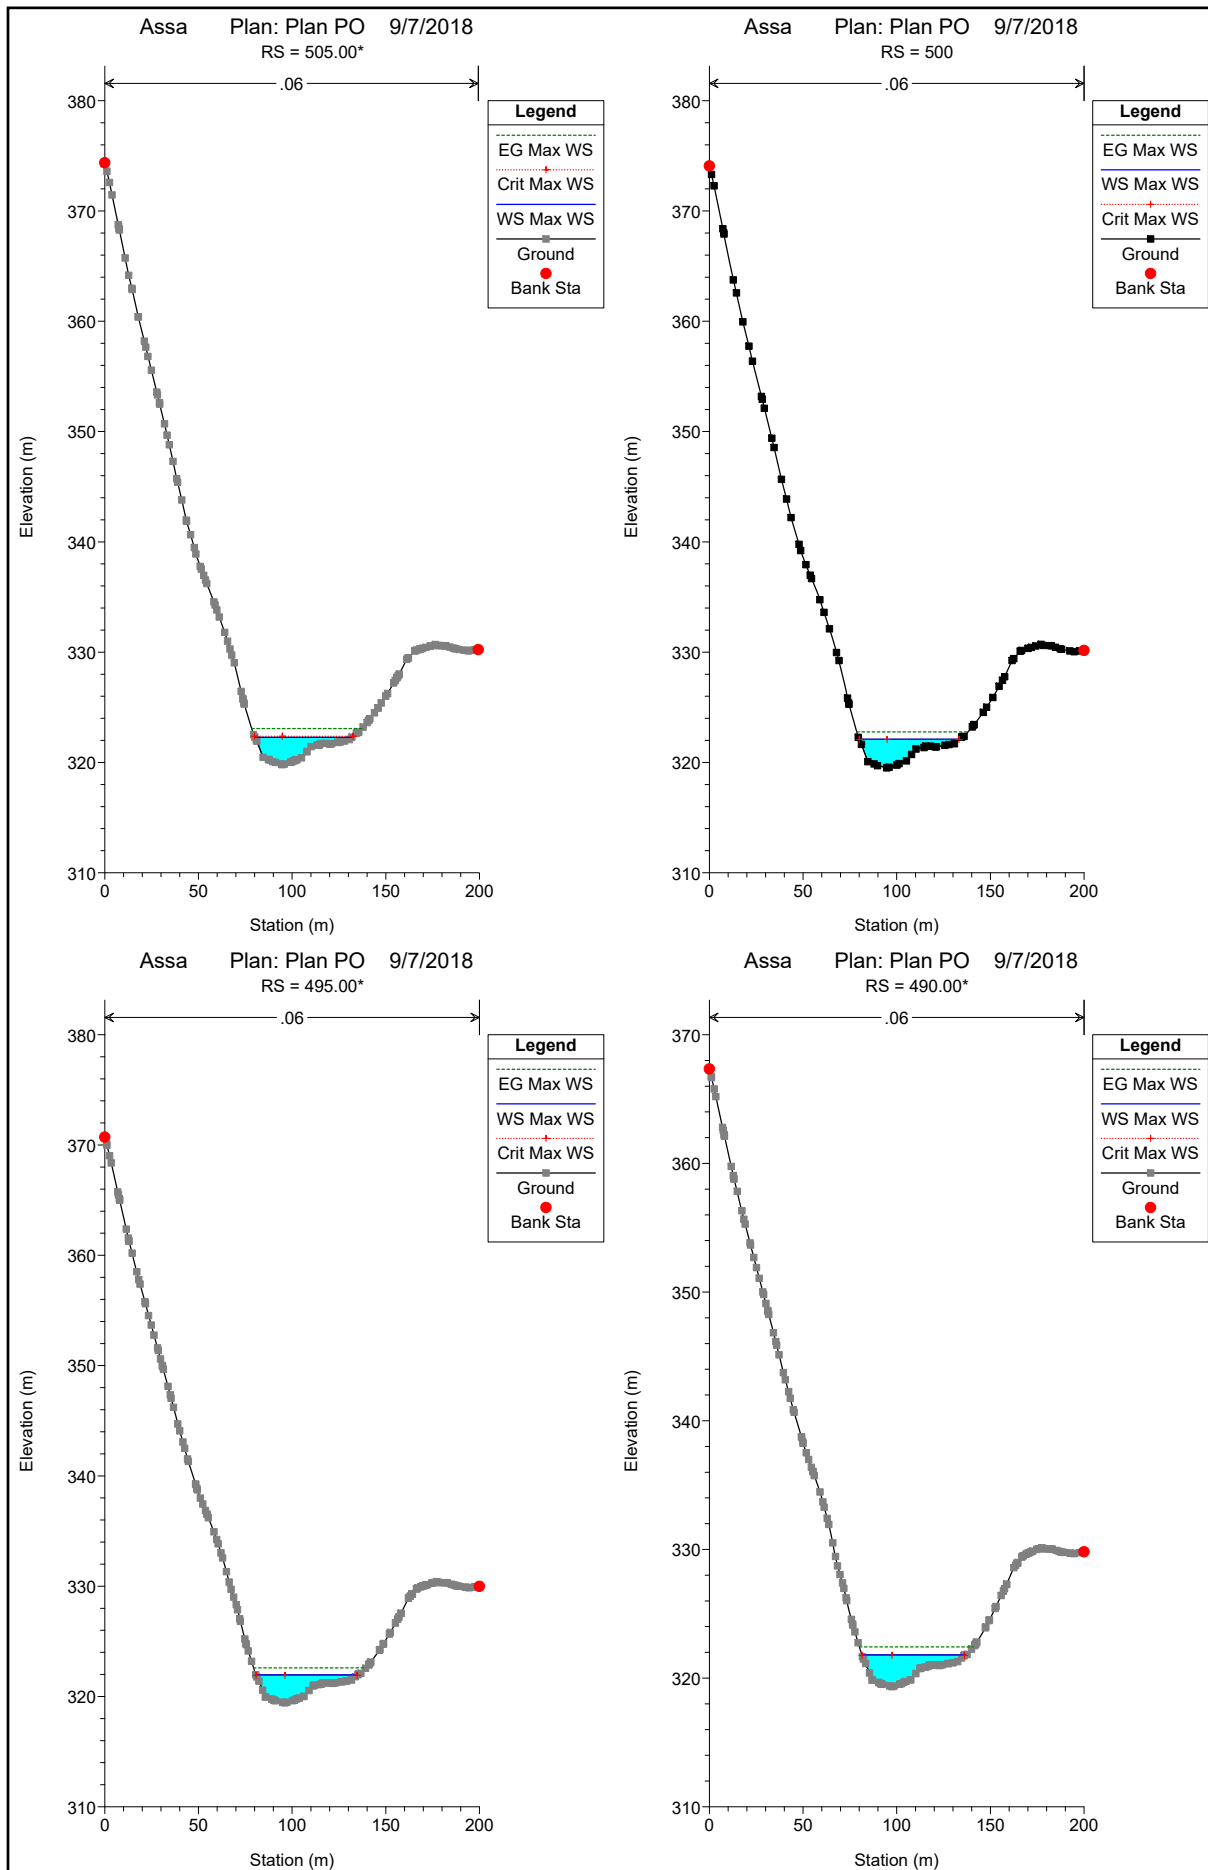 Assa Plan: Plan PO 9/7/2018
RS = 505.00*
.06
Legend
EG Max WS
Crit Max WS
WS Max WS
Ground
Bank Sta
380
370
360
350
340
330
320
310
Elevation (m)
0 50 100 150 200
Station (m)
Assa Plan: Plan PO 9/7/2018
RS = 500
.06
Legend
EG Max WS
WS Max WS
Crit Max WS
Ground
Bank Sta
380
370
360
350
340
330
320
310
Elevation (m)
0 50 100 150 200
Station (m)
Assa Plan: Plan PO 9/7/2018
RS = 495.00*
.06
Legend
EG Max WS
WS Max WS
Crit Max WS
Ground
Bank Sta
380
370
360
350
340
330
320
310
Elevation (m)
0 50 100 150 200
Station (m)
Assa Plan: Plan PO 9/7/2018
RS = 490.00*
.06
Legend
EG Max WS
WS Max WS
Crit Max WS
Ground
Bank Sta
370
360
350
340
330
320
310
Elevation (m)
0 50 100 150 200
Station (m)